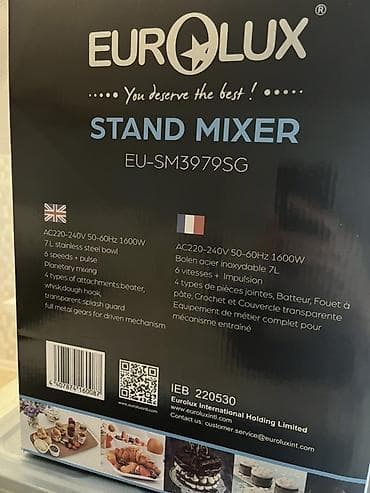 EUROLUX ®
You deserve the best !
STAND MIXER
EU-SM3979SG
AC220-240V 50-60Hz 1600W
7 L stainless steel bowl
6 speeds + pulse
Planetary mixing
4 types of attachments:beater,
whisk,dough hook,
transparent splash guard
full metal gears for driven mechanism
AC220-240V 50-60Hz 1600W
Bolen acier inoxydable 7L
6 vitesses + Impulsion
4 types de pièces jointes, Batteur, Fouet à
pâte, Crochet et Couvercle transparente
Equipement de métier complet pour
mécanisme entraîné
IEB 220530
Eurolux International Holding Limited
www.euroluxintl.com
Contact us: customer.service@euroluxint.com